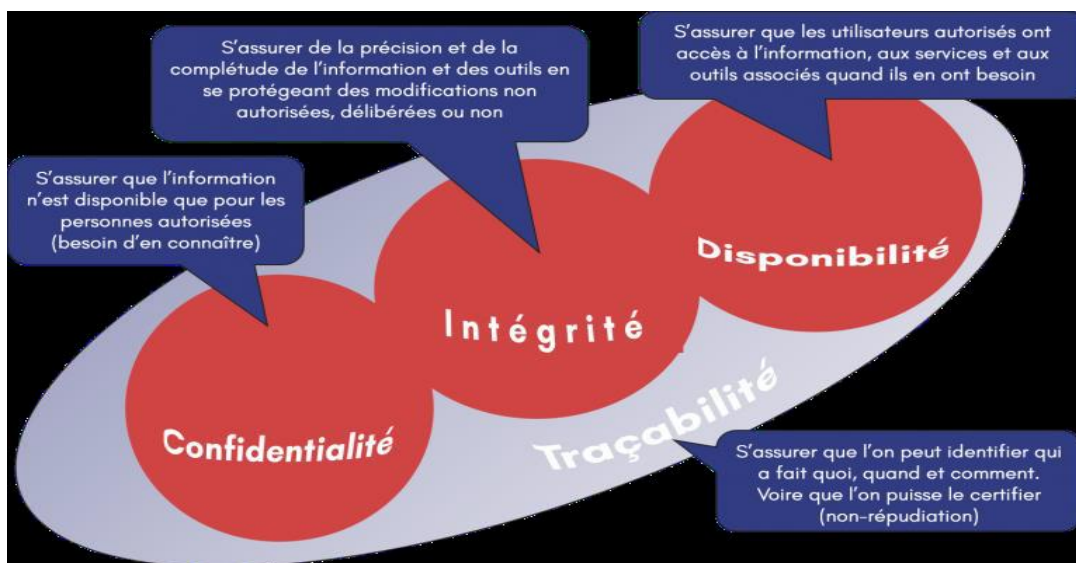 S'assurer que l'information
n'est disponible que pour les
personnes autorisées
(besoin d'en connaître)
Confidentialité
S'assurer de la précision et de la
complétude de l'information et des outils en
se protégeant des modifications non
autorisées, délibérées ou non
Intégrité
S'assurer que les utilisateurs autorisés ont
accès à l'information, aux services et aux
outils associés quand ils en ont besoin
Disponibilité
Traçabilité
S'assurer que l'on peut identifier qui
a fait quoi, quand et comment.
Voire que l'on puisse le certifier
(non-répudiation)